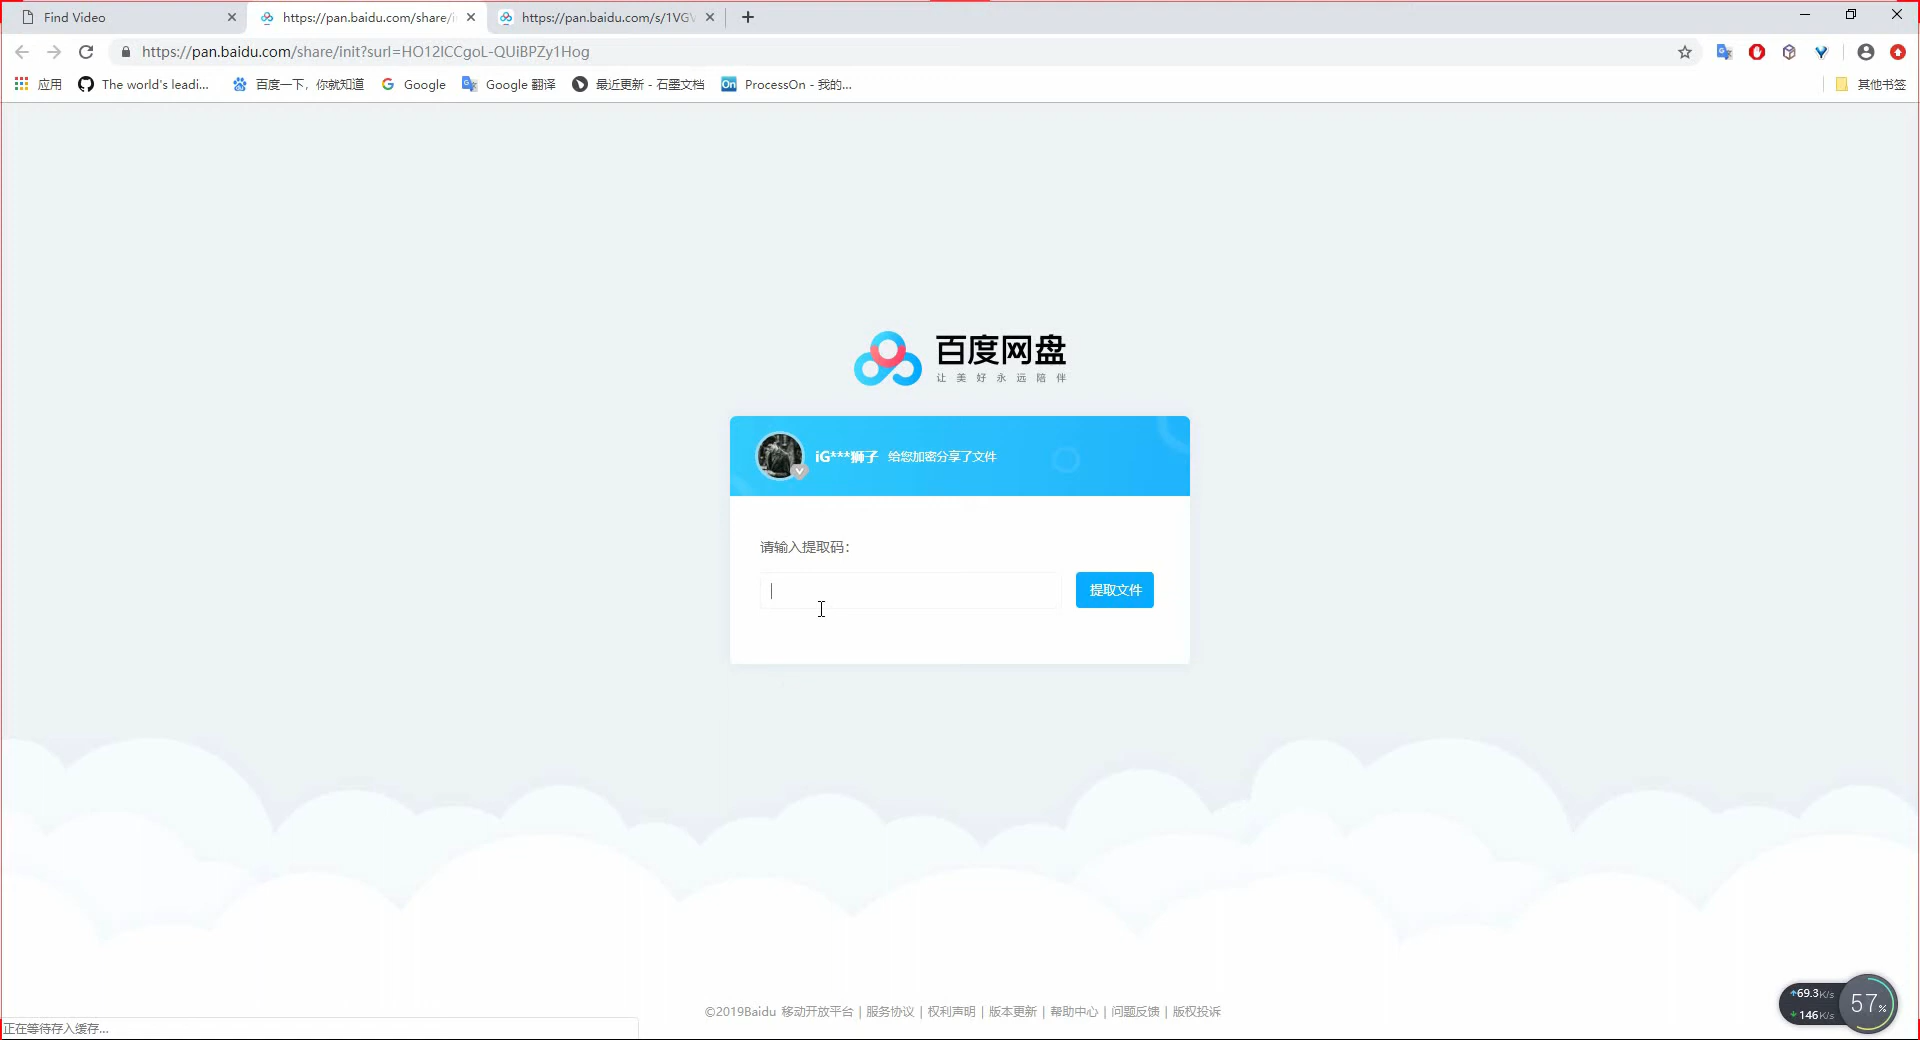 Find Video
https://pan.baidu.com/share/i
https://pan.baidu.com/s/1VGV
https://pan.baidu.com/share/init?surl=HO12ICCgoL-QUiBPZy1Hog
应用
The world's leadi...
百度一下，你就知道
Google
Google 翻译
最近更新 - 石墨文档
On
ProcessOn - 我的...
其他书签
百度网盘
让美好永远陪伴
iG***狮子 给您加密分享了文件
请输入提取码：
提取文件
©2019Baidu 移动开放平台 | 服务协议 | 权利声明 | 版本更新 | 帮助中心 | 问题反馈 | 版权投诉
正在等待存入缓存...
69.3K/s
146K/s
57%